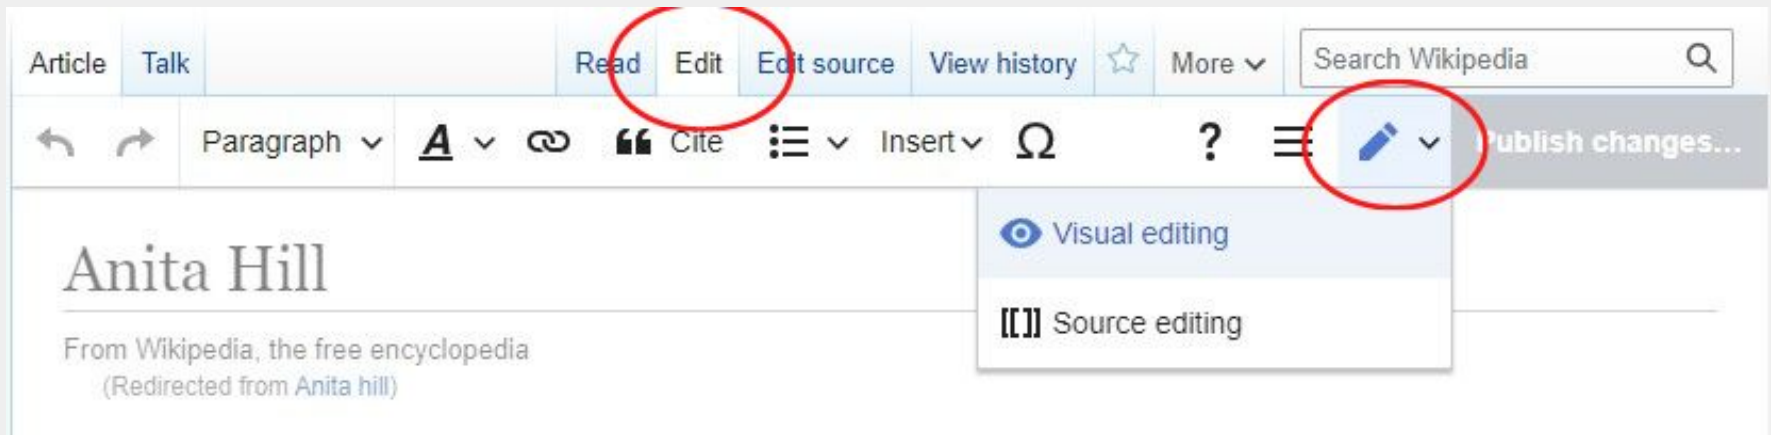 Article Talk Read Edit Edit source View history More Search Wikipedia
Paragraph A Cite Insert Ω ? Publish changes...
Visual editing
Anita Hill
[[]] Source editing
From Wikipedia, the free encyclopedia
(Redirected from Anita hill)